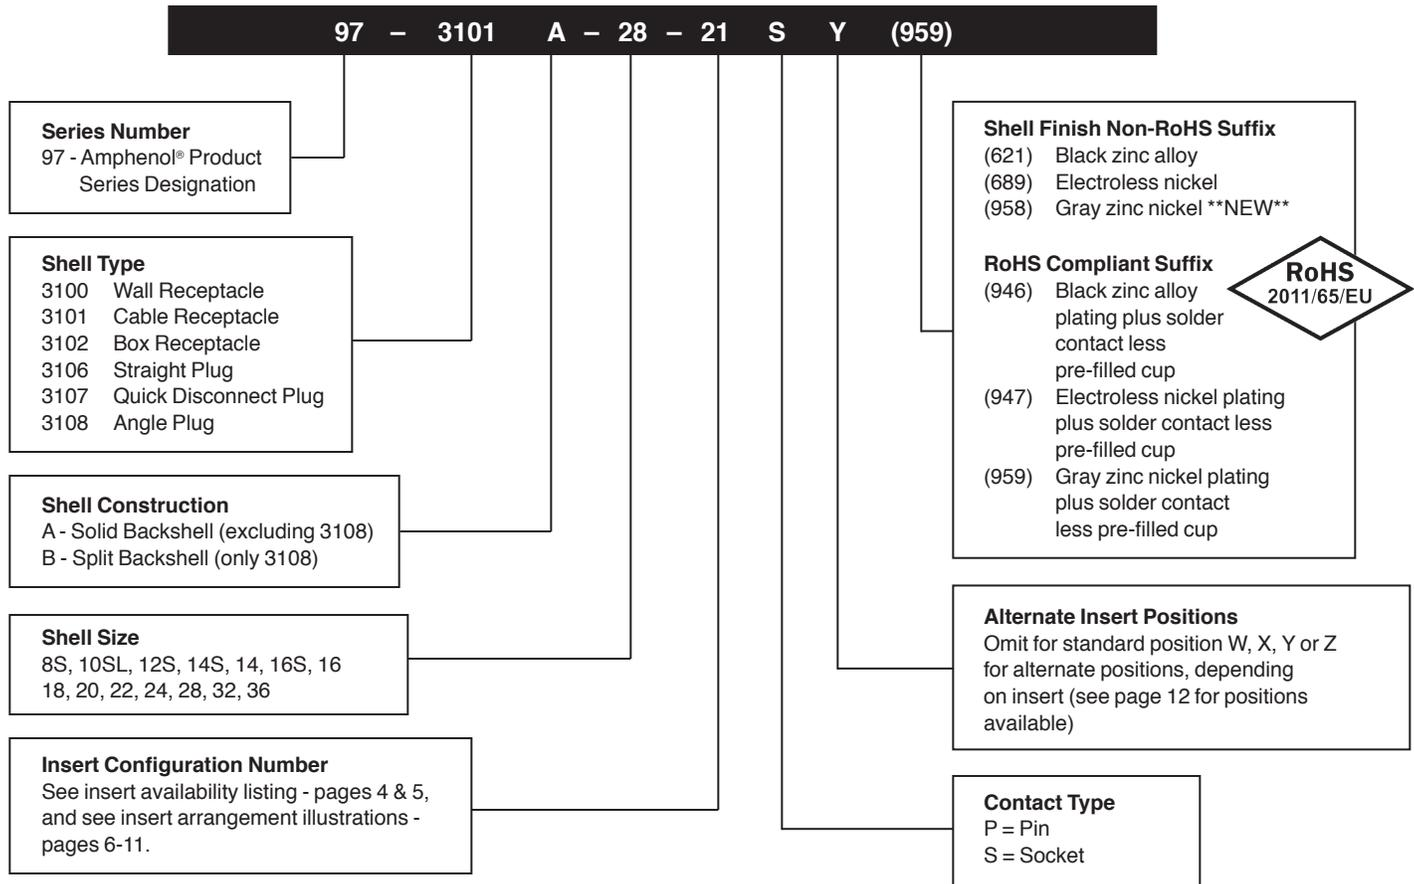 97 – 3101 A – 28 – 21 S Y (959)
Series Number
97 - Amphenol® Product
Series Designation
Shell Type
3100 Wall Receptacle
3101 Cable Receptacle
3102 Box Receptacle
3106 Straight Plug
3107 Quick Disconnect Plug
3108 Angle Plug
Shell Construction
A - Solid Backshell (excluding 3108)
B - Split Backshell (only 3108)
Shell Size
8S, 10SL, 12S, 14S, 14, 16S, 16
18, 20, 22, 24, 28, 32, 36
Insert Configuration Number
See insert availability listing - pages 4 & 5,
and see insert arrangement illustrations -
pages 6-11.
Shell Finish Non-RoHS Suffix
(621) Black zinc alloy
(689) Electroless nickel
(958) Gray zinc nickel **NEW**
RoHS Compliant Suffix
(946) Black zinc alloy
plating plus solder
contact less
pre-filled cup
(947) Electroless nickel plating
plus solder contact less
pre-filled cup
(959) Gray zinc nickel plating
plus solder contact
less pre-filled cup
RoHS
2011/65/EU
Alternate Insert Positions
Omit for standard position W, X, Y or Z
for alternate positions, depending
on insert (see page 12 for positions
available)
Contact Type
P = Pin
S = Socket